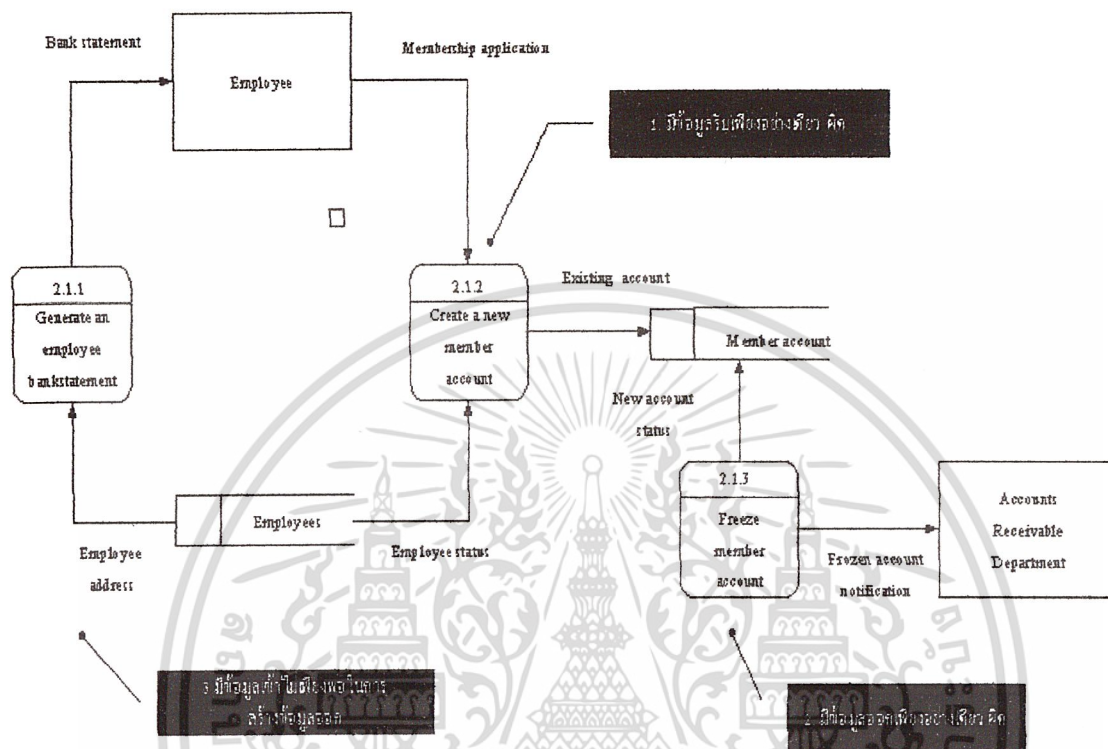 Bank statement
Membership application
Employee
1. มีข้อมูลรับเพียงอย่างเดียว ผิด
2.1.1
Generate an
employee
bankstatement
2.1.2
Create a new
member
account
Existing account
Member account
New account
status
2.1.3
Freeze
member
account
Accounts
Receivable
Department
Frozen account
notification
Employees
Employee status
Employee
address
3 มีข้อมูลเข้าไม่เพียงพอในการ
สร้างข้อมูลออก
2. มีข้อมูลออกเพียงอย่างเดียว ผิด